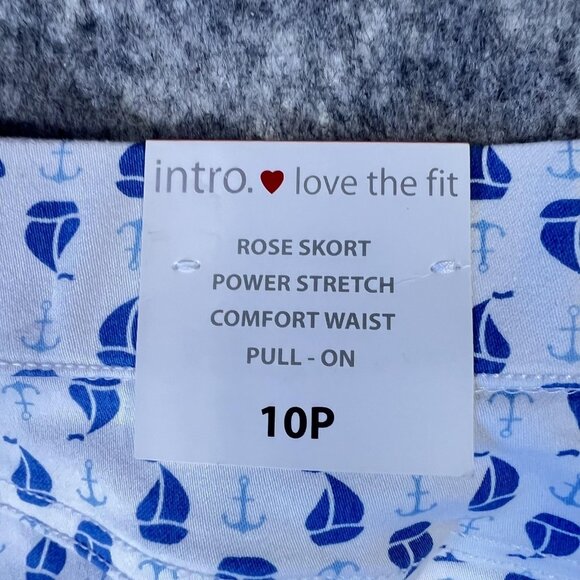 intro. ♥ love the fit
ROSE SKORT
POWER STRETCH
COMFORT WAIST
PULL - ON
10P